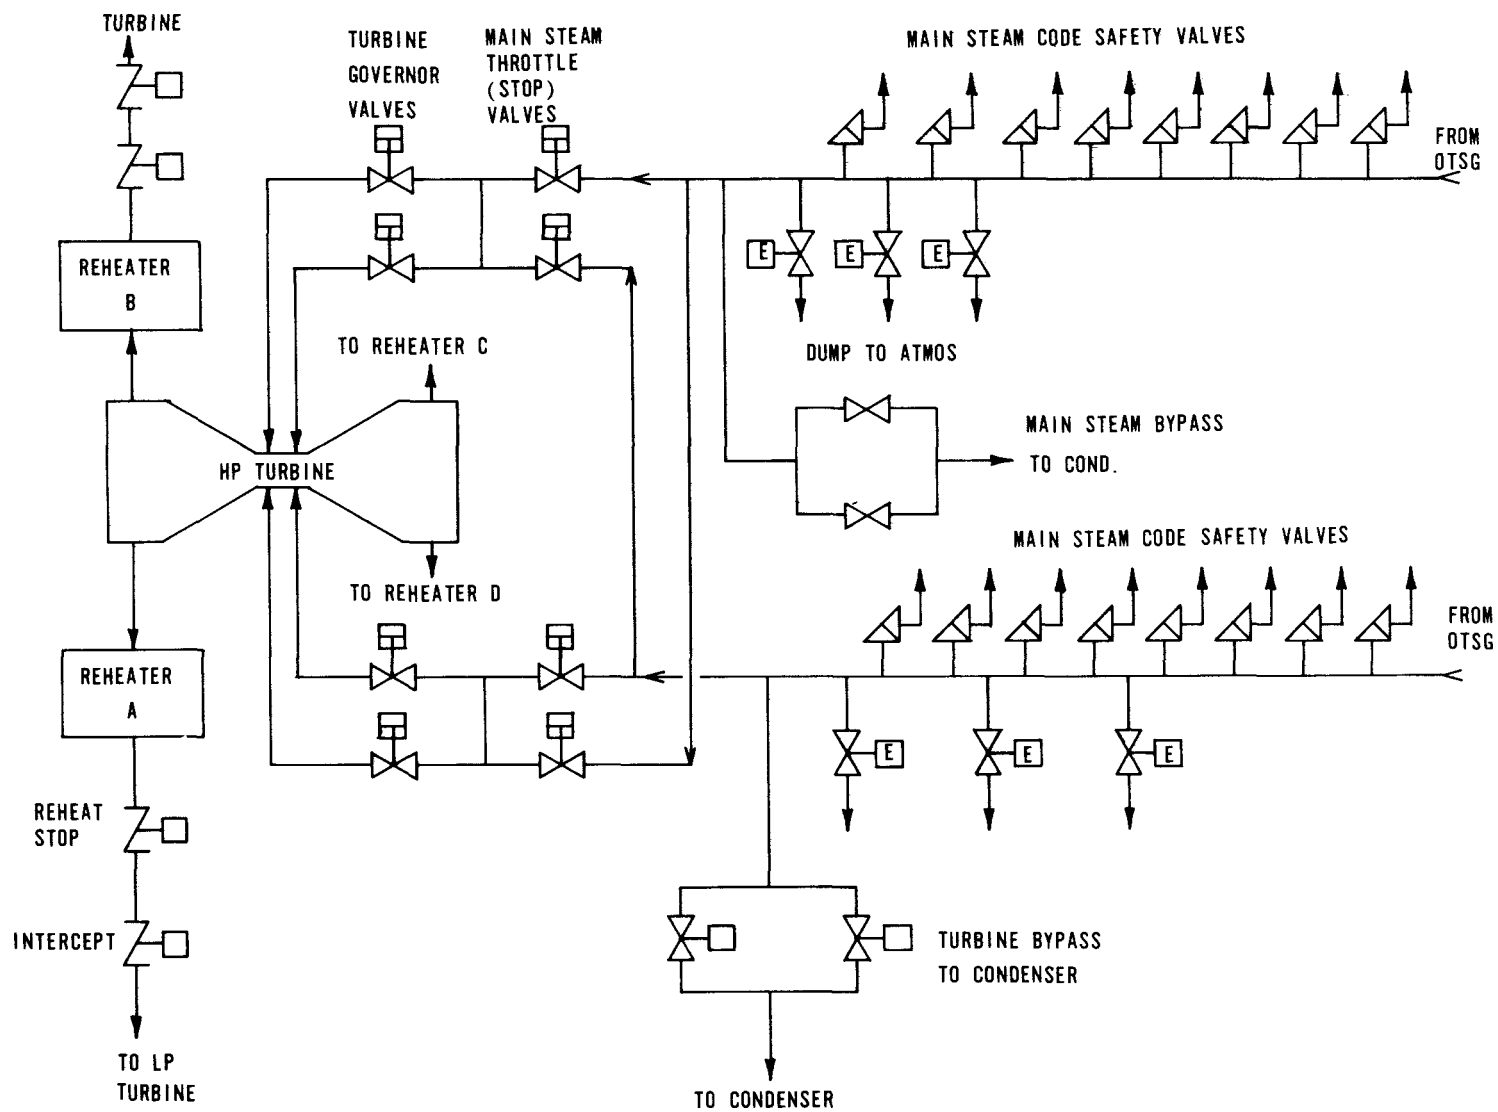 TURBINE
TURBINE
GOVERNOR
VALVES
MAIN STEAM
THROTTLE
(STOP)
VALVES
MAIN STEAM CODE SAFETY VALVES
FROM
OTSG
REHEATER
B
E
E
E
DUMP TO ATMOS
TO REHEATER C
MAIN STEAM BYPASS
TO COND.
HP TURBINE
MAIN STEAM CODE SAFETY VALVES
TO REHEATER D
FROM
OTSG
REHEATER
A
E
E
E
REHEAT
STOP
INTERCEPT
TURBINE BYPASS
TO CONDENSER
TO LP
TURBINE
TO CONDENSER